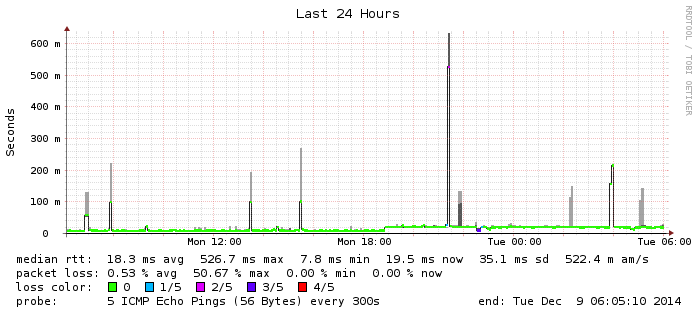 Last 24 Hours
RRDTOOL / TOBI OETIKER
Seconds
600 m
500 m
400 m
300 m
200 m
100 m
0
Mon 12:00 Mon 18:00 Tue 00:00 Tue 06:00
median rtt: 18.3 ms avg 526.7 ms max 7.8 ms min 19.5 ms now 35.1 ms sd 522.4 m am/s
packet loss: 0.53 % avg 50.67 % max 0.00 % min 0.00 % now
loss color: 0 1/5 2/5 3/5 4/5
probe: 5 ICMP Echo Pings (56 Bytes) every 300s end: Tue Dec 9 06:05:10 2014